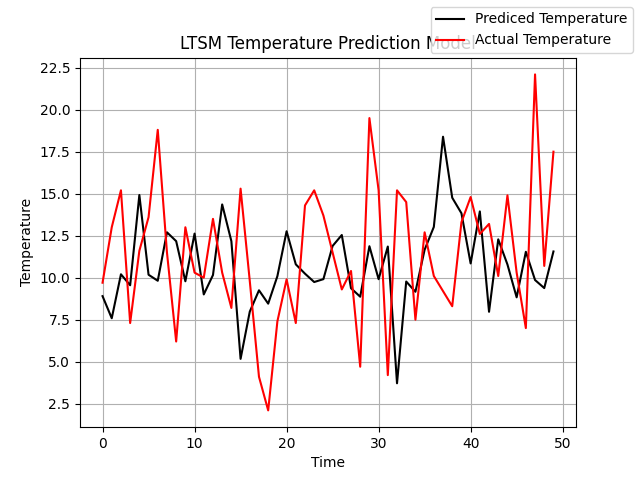 Prediced Temperature
Actual Temperature
LTSM Temperature Prediction Model
22.5
20.0
17.5
15.0
12.5
10.0
7.5
5.0
2.5
Temperature
0 10 20 30 40 50
Time